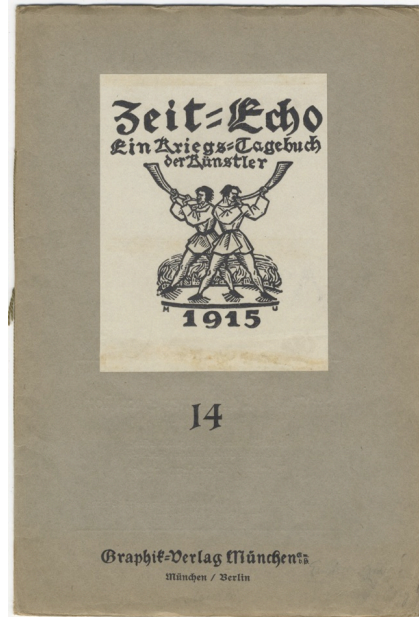 Zeit=Echo
Ein Kriegs=Tagebuch
der Künstler
H U
1915
14
Graphik=Verlag München
München / Berlin